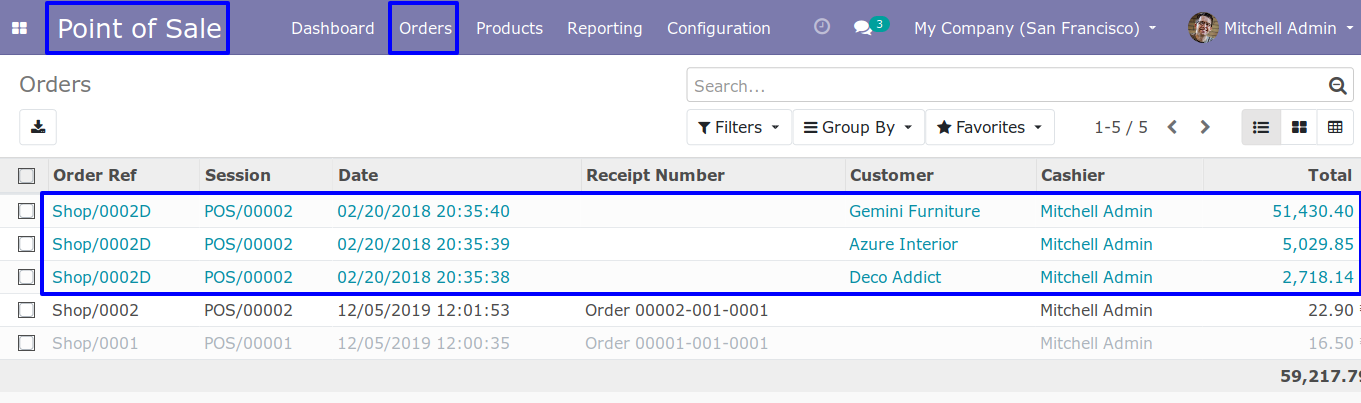 Point of Sale Dashboard Orders Products Reporting Configuration 3 My Company (San Francisco) Mitchell Admin
Orders Search...
Filters Group By Favorites 1-5 / 5
Order Ref Session Date Receipt Number Customer Cashier Total
Shop/0002D POS/00002 02/20/2018 20:35:40 Gemini Furniture Mitchell Admin 51,430.40
Shop/0002D POS/00002 02/20/2018 20:35:39 Azure Interior Mitchell Admin 5,029.85
Shop/0002D POS/00002 02/20/2018 20:35:38 Deco Addict Mitchell Admin 2,718.14
Shop/0002 POS/00002 12/05/2019 12:01:53 Order 00002-001-0001 Mitchell Admin 22.90
Shop/0001 POS/00001 12/05/2019 12:00:35 Order 00001-001-0001 Mitchell Admin 16.50
59,217.79